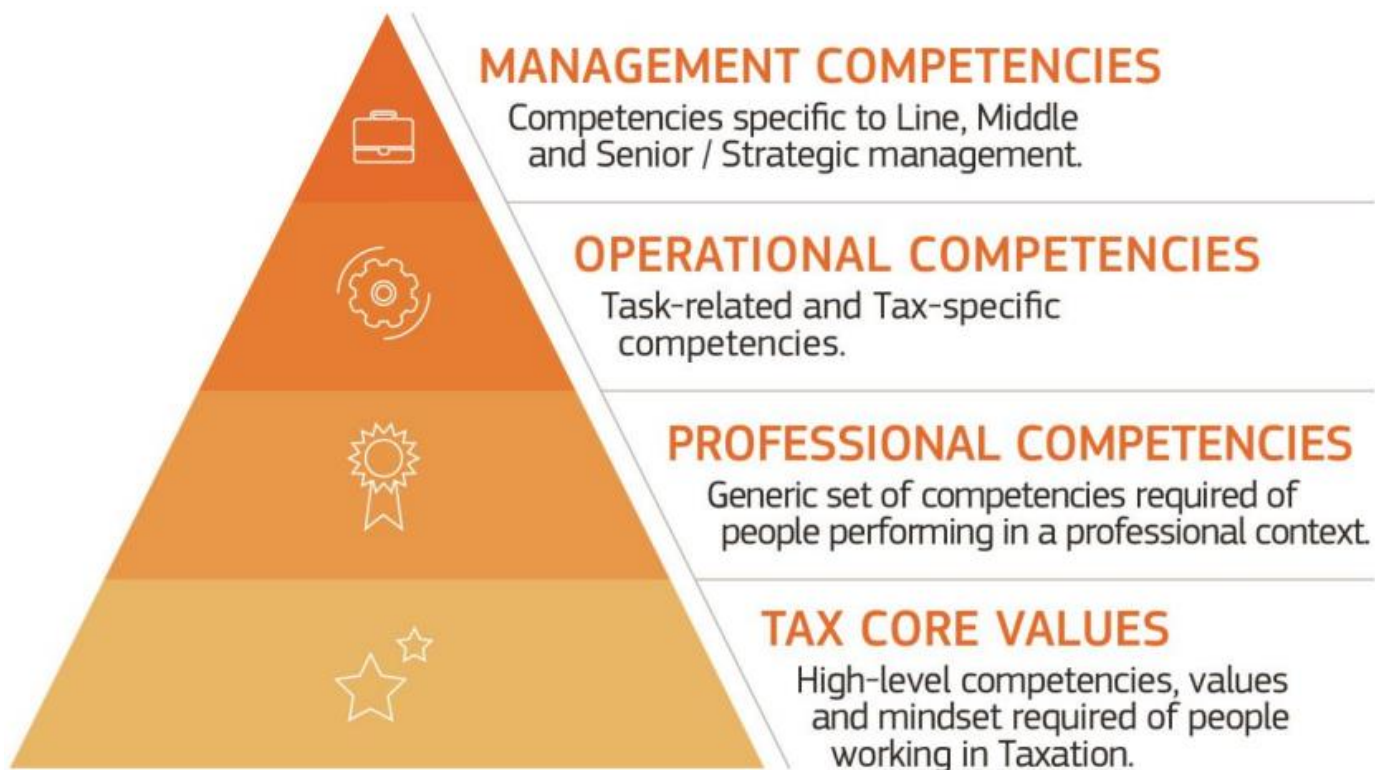 MANAGEMENT COMPETENCIES
Competencies specific to Line, Middle
and Senior / Strategic management.
OPERATIONAL COMPETENCIES
Task-related and Tax-specific
competencies.
PROFESSIONAL COMPETENCIES
Generic set of competencies required of
people performing in a professional context.
TAX CORE VALUES
High-level competencies, values
and mindset required of people
working in Taxation.